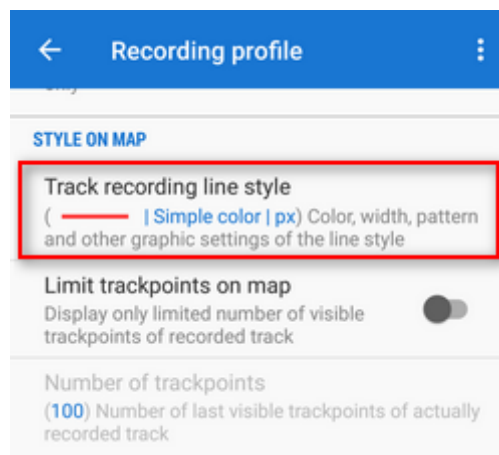 Recording profile
STYLE ON MAP
Track recording line style
( | Simple color | px) Color, width, pattern
and other graphic settings of the line style
Limit trackpoints on map
Display only limited number of visible
trackpoints of recorded track
Number of trackpoints
(100) Number of last visible trackpoints of actually
recorded track